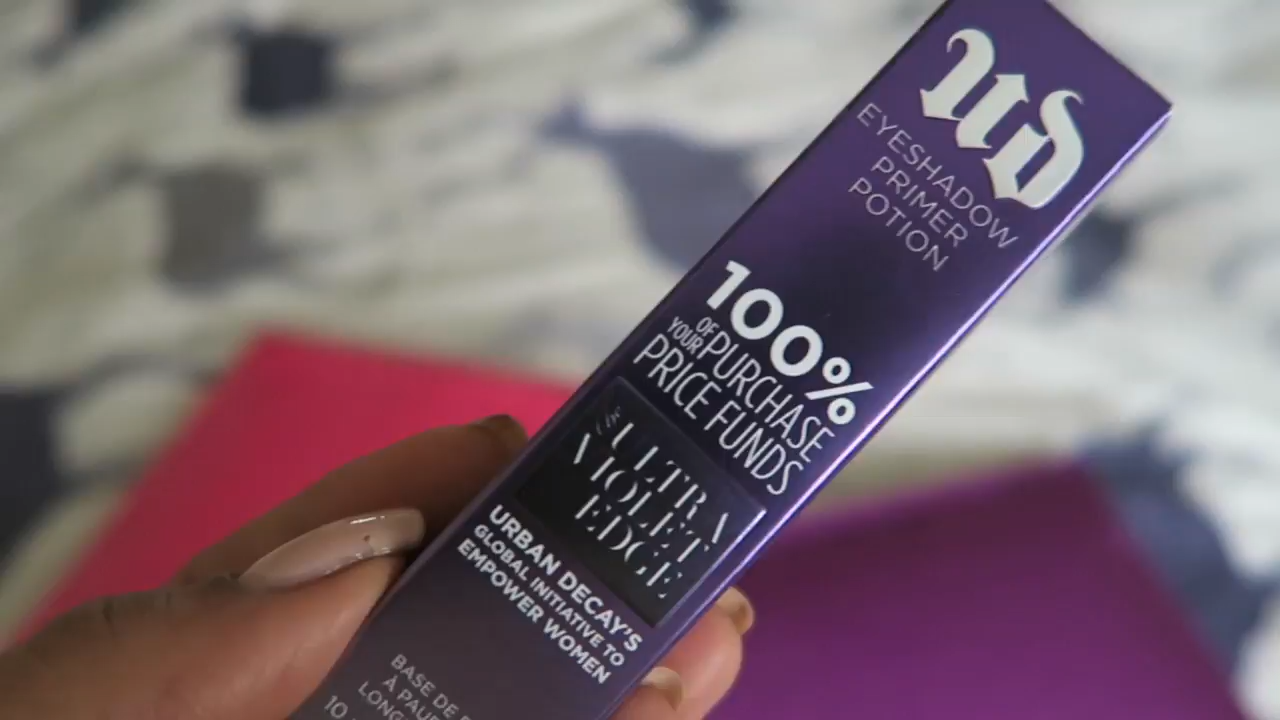 UD
EYESHADOW
PRIMER
POTION
100%
OF YOUR PURCHASE
PRICE FUNDS
the
ULTRA
VIOLET
EDGE
URBAN DECAY'S
GLOBAL INITIATIVE TO
EMPOWER WOMEN
BASE DE
À
10